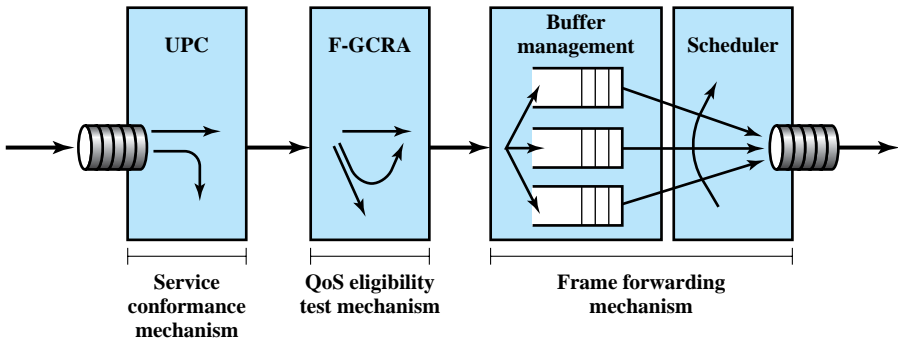 UPC
F-GCRA
Buffer
management
Scheduler
Service
conformance
mechanism
QoS eligibility
test mechanism
Frame forwarding
mechanism